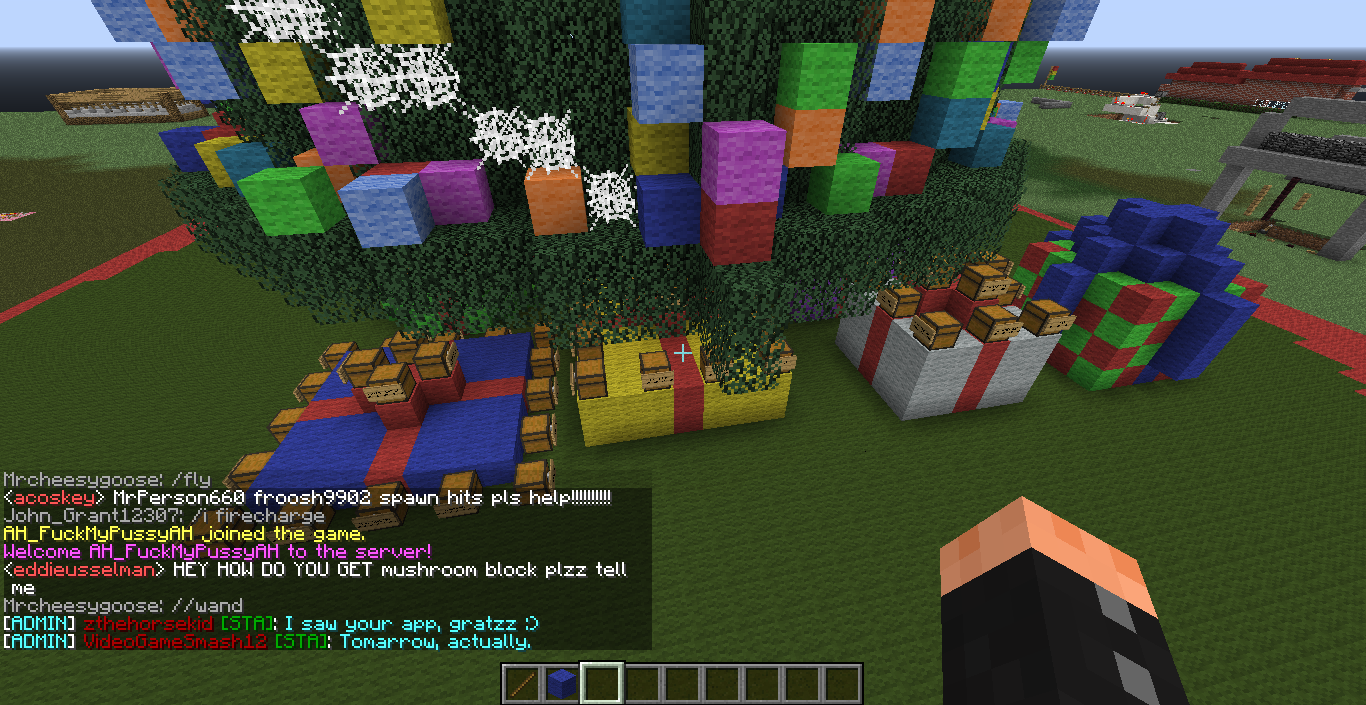 Mrcheesygoose: /fly
<acoskey> MrPerson660 froosh9902 spawn hits pls help!!!!!!!!!
John_Grant12307: /i firecharge
AH_FuckMyPussyAH joined the game.
Welcome AH_FuckMyPussyAH to the server!
<eddieusselman> HEY HOW DO YOU GET mushroom block plzz tell
me
Mrcheesygoose: //wand
[ADMIN] zthehorsekid [STA]: I saw your app, gratzz :)
[ADMIN] VideoGameSmash12 [STA]: Tomarrow, actually.